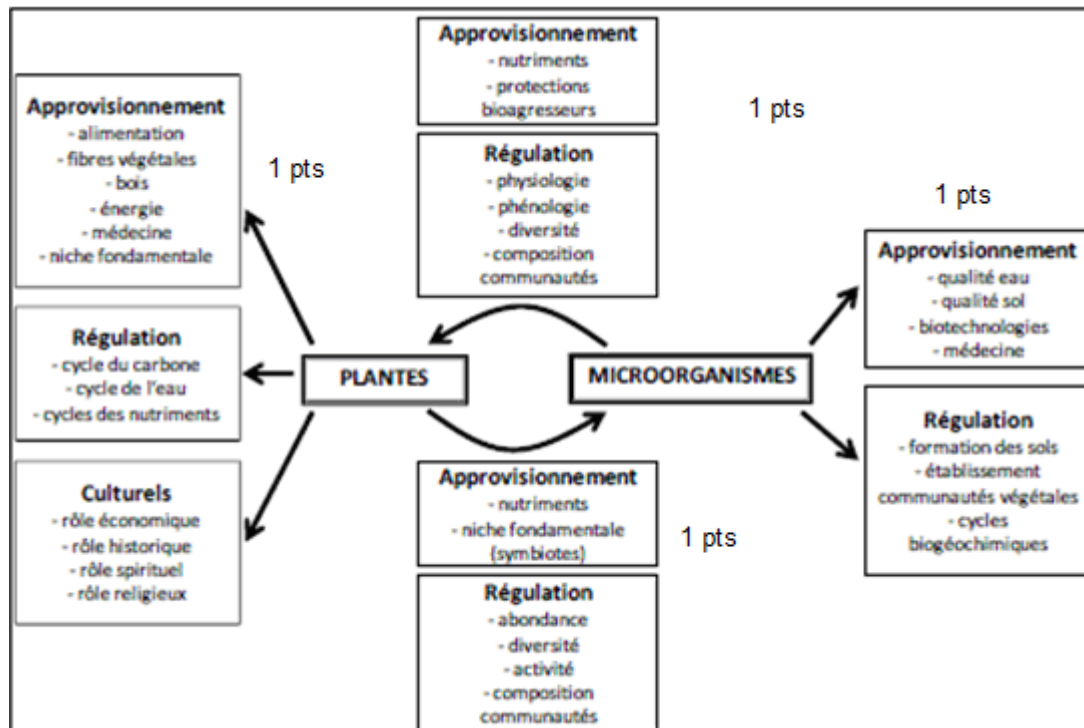 Approvisionnement
- alimentation
- fibres végétales
- bois
- énergie
- médecine
- niche fondamentale
1 pts
Régulation
- cycle du carbone
- cycle de l'eau
- cycles des nutriments
Culturels
- rôle économique
- rôle historique
- rôle spirituel
- rôle religieux
Approvisionnement
- nutriments
- protections
bioagresseurs
1 pts
Régulation
- physiologie
- phénologie
- diversité
- composition
communautés
PLANTES
MICROORGANISMES
Approvisionnement
- nutriments
- niche fondamentale
(symbiotes)
1 pts
Régulation
- abondance
- diversité
- activité
- composition
communautés
1 pts
Approvisionnement
- qualité eau
- qualité sol
- biotechnologies
- médecine
Régulation
- formation des sols
- établissement
communautés végétales
- cycles
biogéochimiques